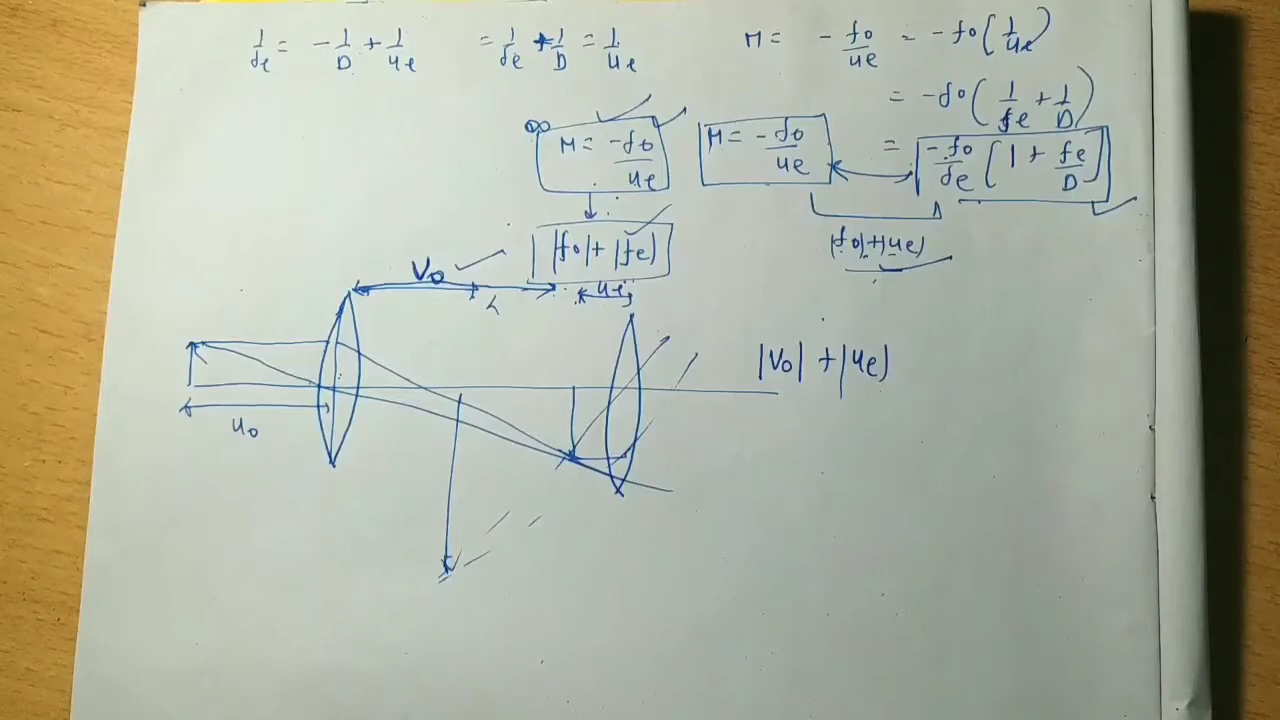 1/fe = - 1/D + 1/ue = 1/fe + 1/D = 1/ue M = - fo/ue = - fo ( 1/ue )
= - fo ( 1/fe + 1/D )
∞ M = - fo/ue M = - fo/ue = - fo/fe [ 1 + fe/D ]
|fo| + |fe| |fo| + |ue|
Vo L ue
|Vo| + |ue|
uo